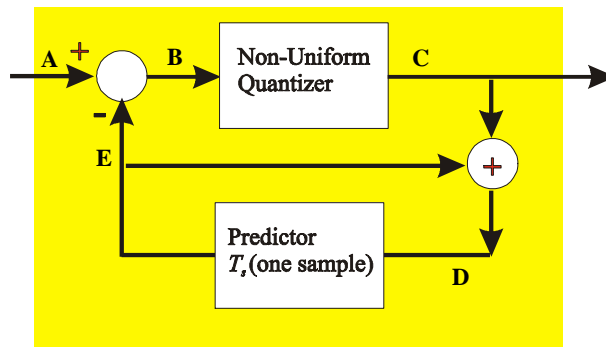 A
+
B
Non-Uniform
Quantizer
C
-
E
+
Predictor
Tₛ(one sample)
D